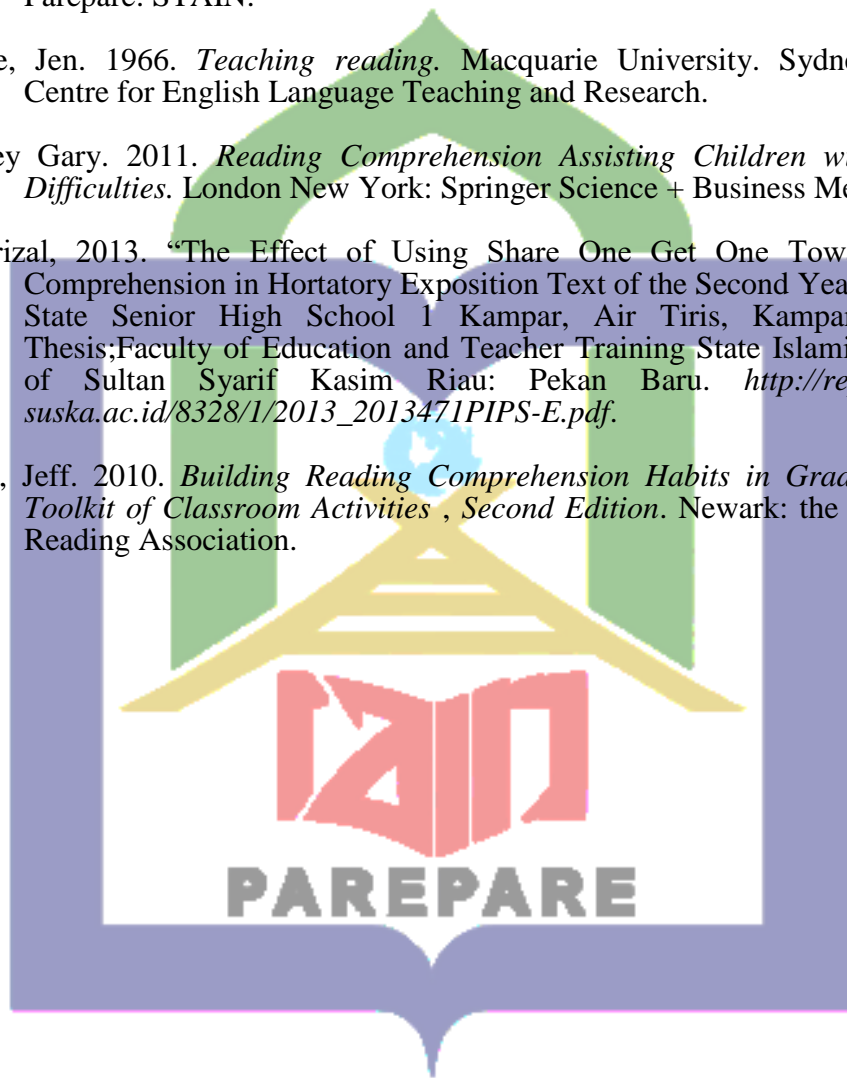 Parepare. STAIN.
e, Jen. 1966. Teaching reading. Macquarie University. Sydne
Centre for English Language Teaching and Research.
ey Gary. 2011. Reading Comprehension Assisting Children wi
Difficulties. London New York: Springer Science + Business Me
rizal, 2013. “The Effect of Using Share One Get One Tow
Comprehension in Hortatory Exposition Text of the Second Yea
State Senior High School 1 Kampar, Air Tiris, Kampar
Thesis;Faculty of Education and Teacher Training State Islami
of Sultan Syarif Kasim Riau: Pekan Baru. http://re
suska.ac.id/8328/1/2013_2013471PIPS-E.pdf.
, Jeff. 2010. Building Reading Comprehension Habits in Grad
Toolkit of Classroom Activities , Second Edition. Newark: the
Reading Association.
iain
PAREPARE